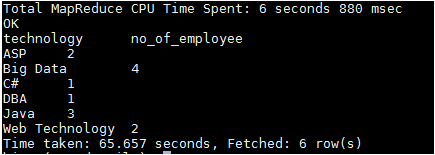 Total MapReduce CPU Time Spent: 6 seconds 880 msec
OK
technology no_of_employee
ASP 2
Big Data 4
C# 1
DBA 1
Java 3
Web Technology 2
Time taken: 65.657 seconds, Fetched: 6 row(s)